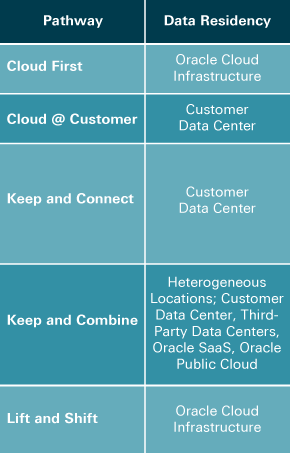 Pathway Data Residency
Cloud First
Oracle Cloud
Infrastructure
Cloud @ Customer
Customer
Data Center
Keep and Connect
Customer
Data Center
Keep and Combine
Heterogeneous
Locations; Customer
Data Center, Third-
Party Data Centers,
Oracle SaaS, Oracle
Public Cloud
Lift and Shift
Oracle Cloud
Infrastructure